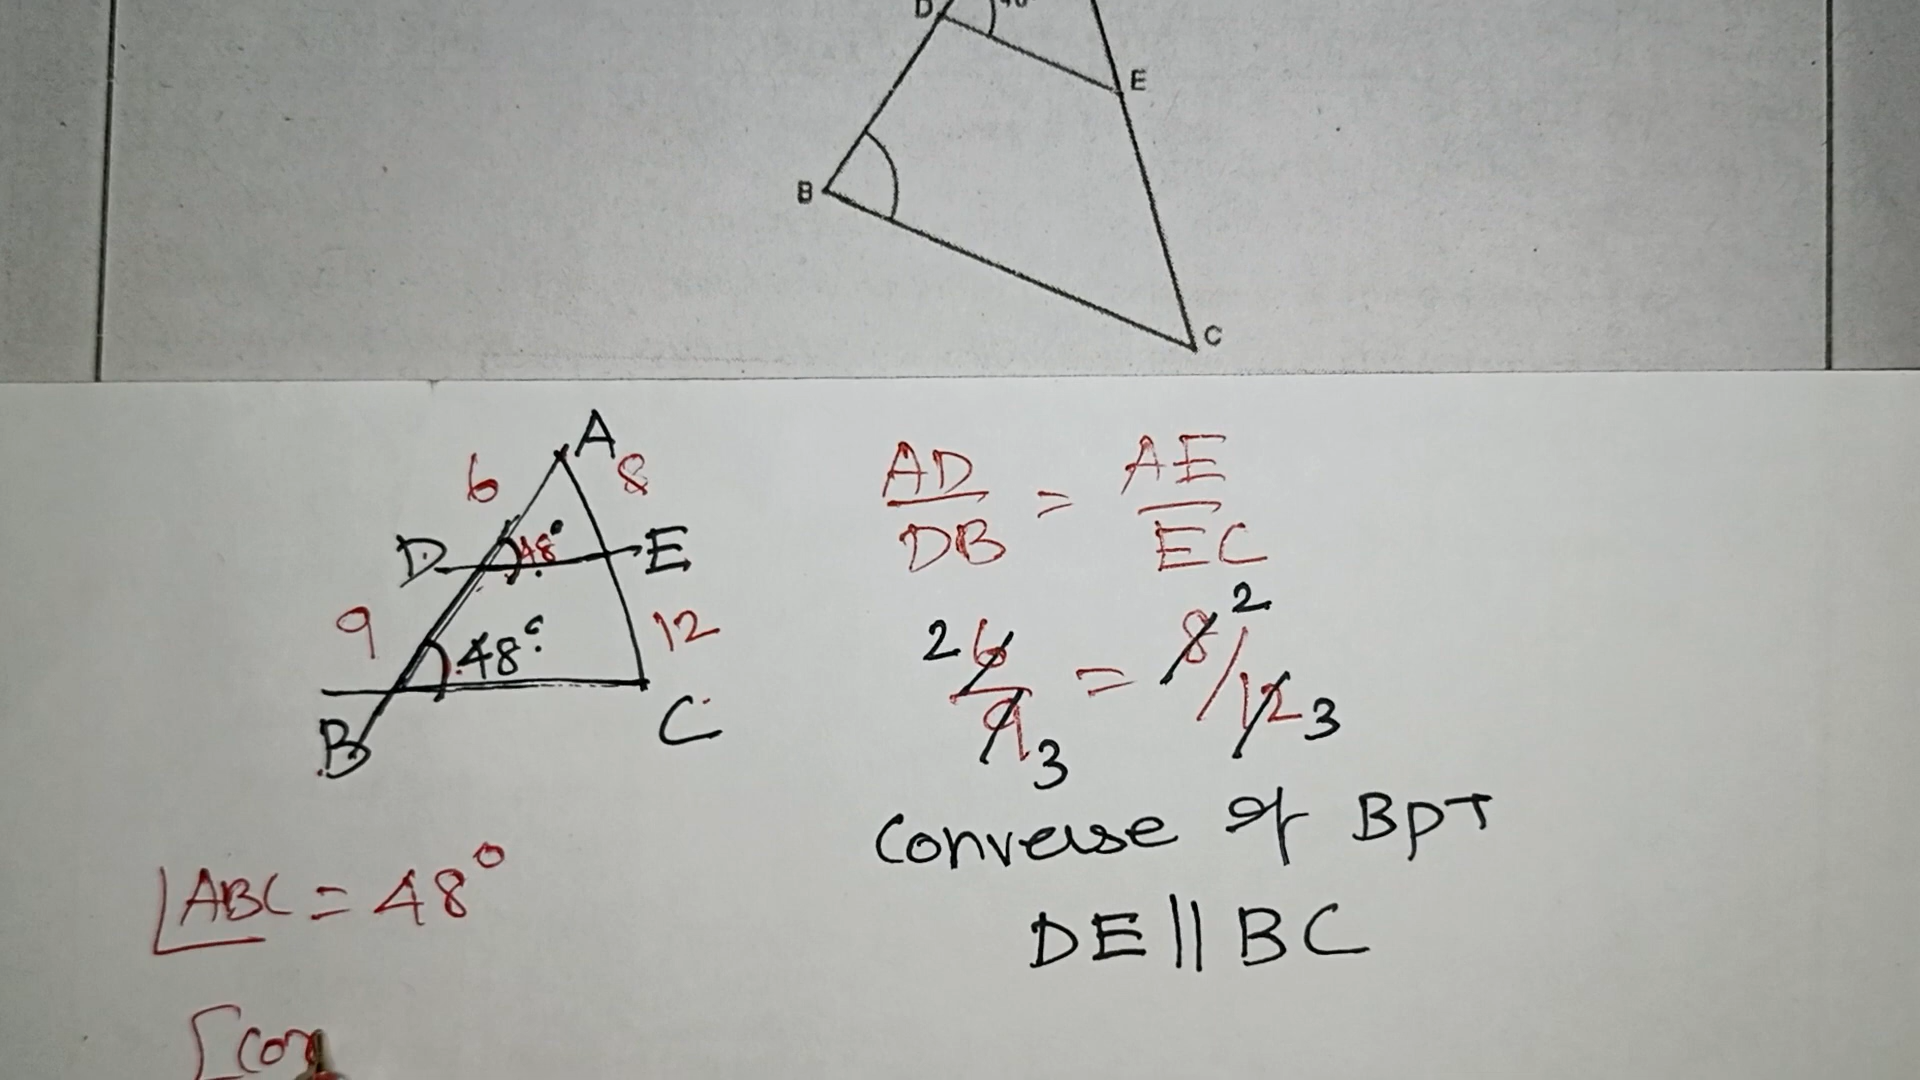 E
B
C
A
6
8
D
48°
E
9
48°
12
B
C
AD/DB = AE/EC
2 6/9 3 = 8 2/12 3
Converse of BPT
DE || BC
∠ABC = 48°
[cor